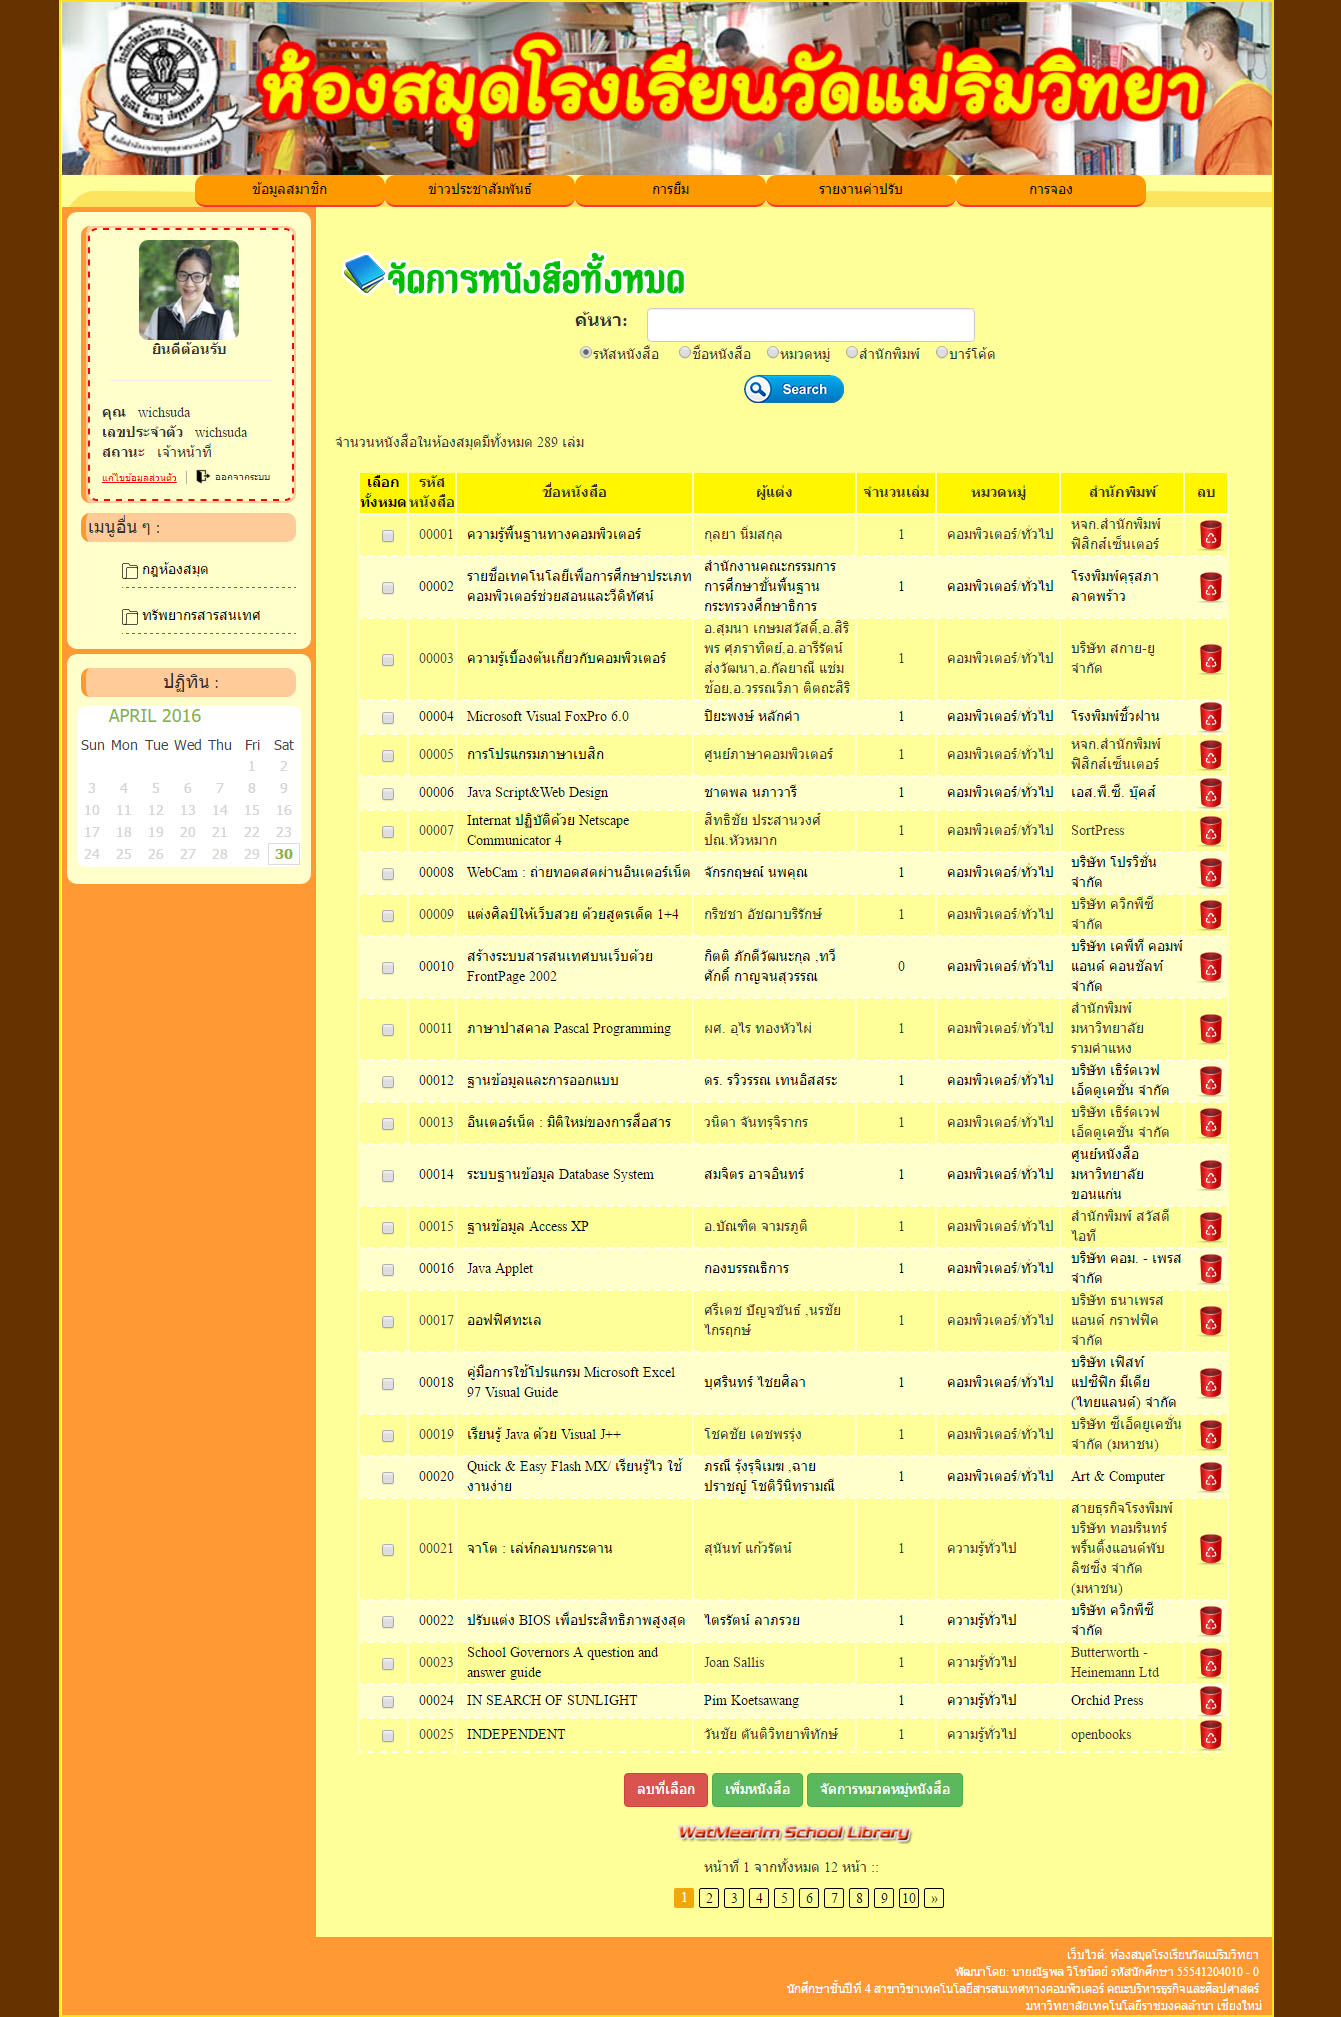 ห้องสมุดโรงเรียนวัดแม่ริมวิทยา
ข้อมูลสมาชิก ข่าวประชาสัมพันธ์ การยืม รายงานค่าปรับ การจอง
ยินดีต้อนรับ
คุณ wichsuda
เลขประจำตัว wichsuda
สถานะ เจ้าหน้าที่
แก้ไขข้อมูลส่วนตัว | ออกจากระบบ
เมนูอื่น ๆ :
กฎห้องสมุด
ทรัพยากรสารสนเทศ
ปฏิทิน :
APRIL 2016
Sun Mon Tue Wed Thu Fri Sat
1 2
3 4 5 6 7 8 9
10 11 12 13 14 15 16
17 18 19 20 21 22 23
24 25 26 27 28 29 30
จัดการหนังสือทั้งหมด
ค้นหา:
รหัสหนังสือ ชื่อหนังสือ หมวดหมู่ สำนักพิมพ์ บาร์โค้ด
Search
จำนวนหนังสือในห้องสมุดมีทั้งหมด 289 เล่ม
เลือกทั้งหมด รหัสหนังสือ ชื่อหนังสือ ผู้แต่ง จำนวนเล่ม หมวดหมู่ สำนักพิมพ์ ลบ
00001 ความรู้พื้นฐานทางคอมพิวเตอร์ กุลยา นิ่มสกุล 1 คอมพิวเตอร์/ทั่วไป หจก.สำนักพิมพ์ฟิสิกส์เซ็นเตอร์
00002 รายชื่อเทคโนโลยีเพื่อการศึกษาประเภทคอมพิวเตอร์ช่วยสอนและวีดิทัศน์ สำนักงานคณะกรรมการการศึกษาขั้นพื้นฐาน กระทรวงศึกษาธิการ 1 คอมพิวเตอร์/ทั่วไป โรงพิมพ์คุรุสภาลาดพร้าว
00003 ความรู้เบื้องต้นเกี่ยวกับคอมพิวเตอร์ อ.สุมนา เกษมสวัสดิ์,อ.สิริพร ศุภราทิตย์,อ.อารีรัตน์ ส่งวัฒนา,อ.กัลยาณี แช่มช้อย,อ.วรรณวิภา ติตถะสิริ 1 คอมพิวเตอร์/ทั่วไป บริษัท สกาย-ยู จำกัด
00004 Microsoft Visual FoxPro 6.0 ปิยะพงษ์ หลักคำ 1 คอมพิวเตอร์/ทั่วไป โรงพิมพ์ซิ้วฝาน
00005 การโปรแกรมภาษาเบสิก ศูนย์ภาษาคอมพิวเตอร์ 1 คอมพิวเตอร์/ทั่วไป หจก.สำนักพิมพ์ฟิสิกส์เซ็นเตอร์
00006 Java Script&Web Design ชาตพล นภาวารี 1 คอมพิวเตอร์/ทั่วไป เอส.พี.ซี. บุ๊คส์
00007 Internat ปฏิบัติด้วย Netscape Communicator 4 สิทธิชัย ประสานวงศ์ ปณ.หัวหมาก 1 คอมพิวเตอร์/ทั่วไป SortPress
00008 WebCam : ถ่ายทอดสดผ่านอินเตอร์เน็ต จักรกฤษณ์ นพคุณ 1 คอมพิวเตอร์/ทั่วไป บริษัท โปรวิชั่น จำกัด
00009 แต่งศิลป์ให้เว็บสวย ด้วยสูตรเด็ด 1+4 กริชชา อัชฌาบริรักษ์ 1 คอมพิวเตอร์/ทั่วไป บริษัท ควิกพีซี จำกัด
00010 สร้างระบบสารสนเทศบนเว็บด้วย FrontPage 2002 กิตติ ภักดีวัฒนะกุล ,ทวีศักดิ์ กาญจนสุวรรณ 0 คอมพิวเตอร์/ทั่วไป บริษัท เคพีที คอมพ์ แอนด์ คอนซัลท์ จำกัด
00011 ภาษาปาสคาล Pascal Programming ผศ. อุไร ทองหัวไผ่ 1 คอมพิวเตอร์/ทั่วไป สำนักพิมพ์ มหาวิทยาลัยรามคำแหง
00012 ฐานข้อมูลและการออกแบบ ดร. รวิวรรณ เทนอิสสระ 1 คอมพิวเตอร์/ทั่วไป บริษัท เธิร์ดเวฟ เอ็ดดูเคชั่น จำกัด
00013 อินเตอร์เน็ต : มิติใหม่ของการสื่อสาร วนิดา จันทรุจิรากร 1 คอมพิวเตอร์/ทั่วไป บริษัท เธิร์ดเวฟ เอ็ดดูเคชั่น จำกัด
00014 ระบบฐานข้อมูล Database System สมจิตร อาจอินทร์ 1 คอมพิวเตอร์/ทั่วไป ศูนย์หนังสือ มหาวิทยาลัยขอนแก่น
00015 ฐานข้อมูล Access XP อ.บัณฑิต จามรภูติ 1 คอมพิวเตอร์/ทั่วไป สำนักพิมพ์ สวัสดี ไอที
00016 Java Applet กองบรรณธิการ 1 คอมพิวเตอร์/ทั่วไป บริษัท คอม. - เพรส จำกัด
00017 ออฟฟิศทะเล ศรีเดช ปัญจขันธ์ ,นรชัย ไกรฤกษ์ 1 คอมพิวเตอร์/ทั่วไป บริษัท ธนาเพรส แอนด์ กราฟฟิค จำกัด
00018 คู่มือการใช้โปรแกรม Microsoft Excel 97 Visual Guide บุศรินทร์ ไชยศิลา 1 คอมพิวเตอร์/ทั่วไป บริษัท เฟิสท์ แปซิฟิก มีเดีย (ไทยแลนด์) จำกัด
00019 เรียนรู้ Java ด้วย Visual J++ โชคชัย เดชพรรุ่ง 1 คอมพิวเตอร์/ทั่วไป บริษัท ซีเอ็ดยูเคชั่น จำกัด (มหาชน)
00020 Quick & Easy Flash MX/ เรียนรู้ไว ใช้งานง่าย ภรณี รุ้งรุจิเมฆ ,ฉายปราชญ์ โชติวินิทรามณี 1 คอมพิวเตอร์/ทั่วไป Art & Computer
00021 จาโต : เล่ห์กลบนกระดาน สุนันท์ แก้วรัตน์ 1 ความรู้ทั่วไป สายธุรกิจโรงพิมพ์ บริษัท ทอมรินทร์พริ้นติ้งแอนด์พับลิชซิ่ง จำกัด (มหาชน)
00022 ปรับแต่ง BIOS เพื่อประสิทธิภาพสูงสุด ไตรรัตน์ ลาภรวย 1 ความรู้ทั่วไป บริษัท ควิกพีซี จำกัด
00023 School Governors A question and answer guide Joan Sallis 1 ความรู้ทั่วไป Butterworth - Heinemann Ltd
00024 IN SEARCH OF SUNLIGHT Pim Koetsawang 1 ความรู้ทั่วไป Orchid Press
00025 INDEPENDENT วันชัย ตันติวิทยาพิทักษ์ 1 ความรู้ทั่วไป openbooks
ลบที่เลือก เพิ่มหนังสือ จัดการหมวดหมู่หนังสือ
WatMearim School Library
หน้าที่ 1 จากทั้งหมด 12 หน้า ::
1 2 3 4 5 6 7 8 9 10 »
เว็บไวต์: ห้องสมุดโรงเรียนวัดแม่ริมวิทยา
พัฒนาโดย: นายณัฐพล วิโชนิตย์ รหัสนักศึกษา 55541204010 - 0
นักศึกษาชั้นปีที่ 4 สาขาวิชาเทคโนโลยีสารสนเทศทางคอมพิวเตอร์ คณะบริหารธุรกิจและศิลปศาสตร์
มหาวิทยาลัยเทคโนโลยีราชมงคลล้านนา เชียงใหม่